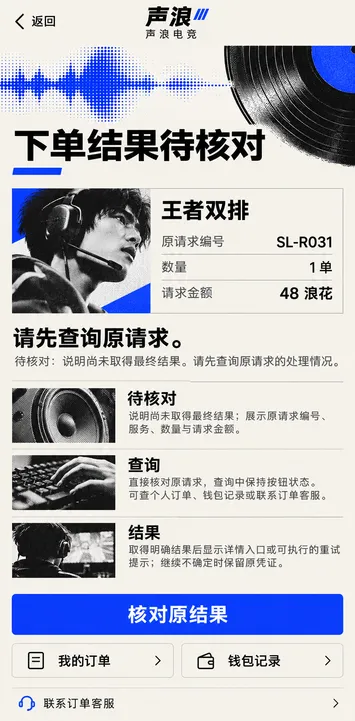 返回
声浪
声浪电竞
下单结果待核对
王者双排
原请求编号 SL-R031
数量 1 单
请求金额 48 浪花
请先查询原请求。
待核对：说明尚未取得最终结果。请先查询原请求的处理情况。
待核对
说明尚未取得最终结果；展示原请求编号、
服务、数量与请求金额。
查询
直接核对原请求，查询中保持按钮状态。
可查个人订单、钱包记录或联系订单客服。
结果
取得明确结果后显示详情入口或可执行的重试
提示；继续不确定时保留原凭证。
核对原结果
我的订单
钱包记录
联系订单客服